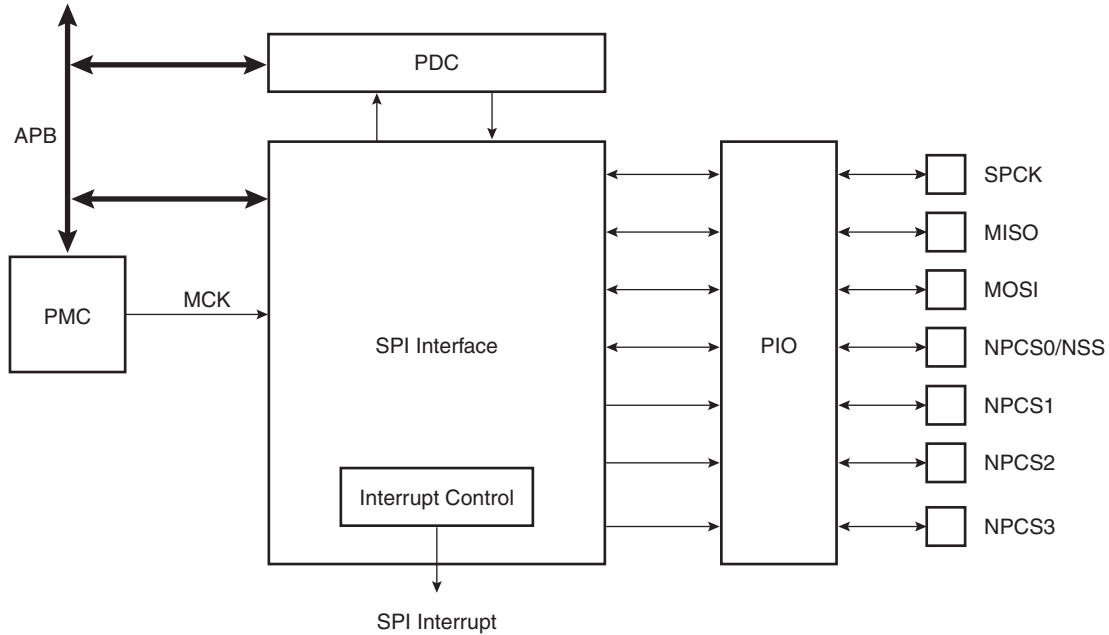 PDC
APB
SPCK
MISO
MCK
MOSI
PMC
SPI Interface
PIO
NPCS0/NSS
NPCS1
NPCS2
Interrupt Control
NPCS3
SPI Interrupt